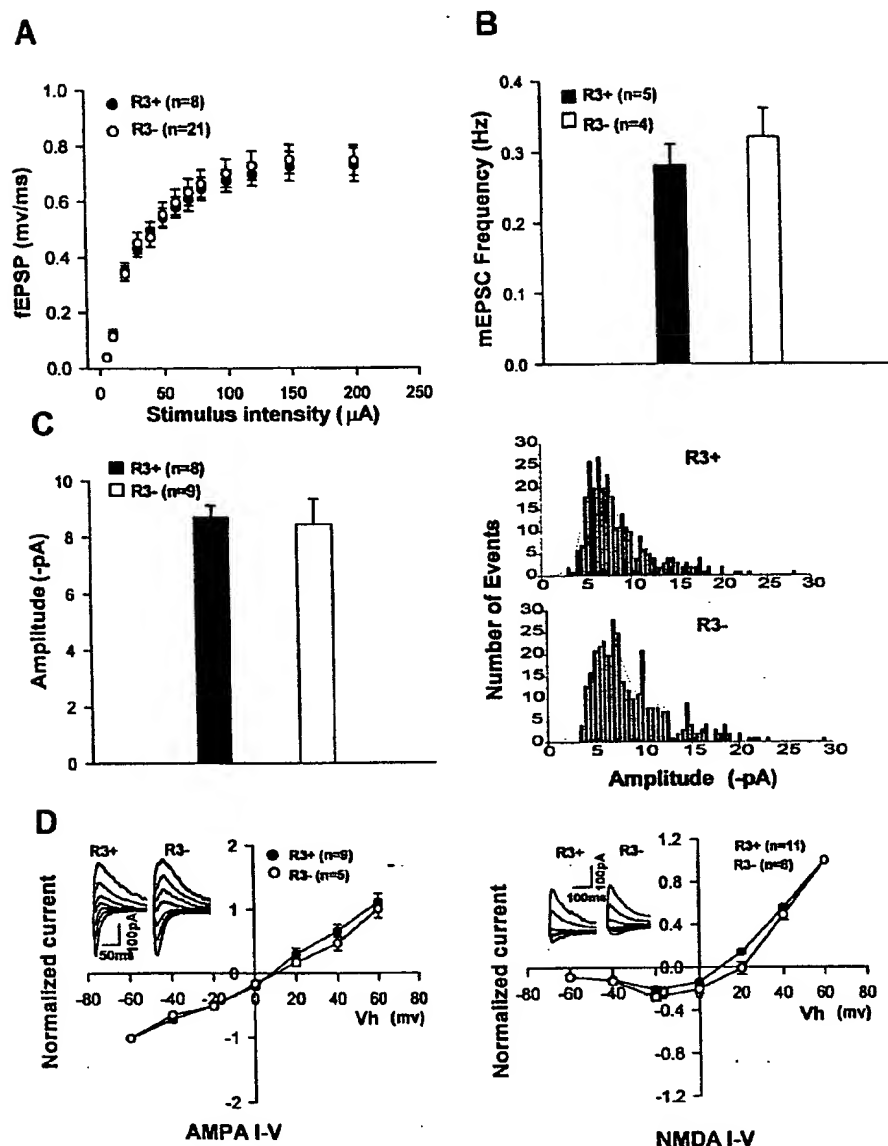 A
R3+ (n=8)
R3- (n=21)
fEPSP (mv/ms)
1.0
0.8
0.6
0.4
0.2
0.0
0 50 100 150 200 250
Stimulus intensity (µA)
B
R3+ (n=5)
R3- (n=4)
mEPSC Frequency (Hz)
0.4
0.3
0.2
0.1
0.0
C
R3+ (n=8)
R3- (n=9)
Amplitude (-pA)
10
8
6
4
2
0
R3+
30
25
20
15
10
5
0
0 5 10 15 20 25 30
R3-
30
25
20
15
10
5
0
0 5 10 15 20 25 30
Number of Events
Amplitude (-pA)
D
R3+ R3-
50ms
100pA
R3+ (n=9)
R3- (n=5)
Normalized current
2
1
0
-1
-2
-80 -60 -40 -20 0 20 40 60 80
Vh (mv)
AMPA I-V
R3+ R3-
100ms
100pA
R3+ (n=11)
R3- (n=8)
Normalized current
1.2
0.8
0.4
0.0
-0.4
-0.8
-1.2
-80 -60 -40 -20 0 20 40 60 80
Vh (mv)
NMDA I-V